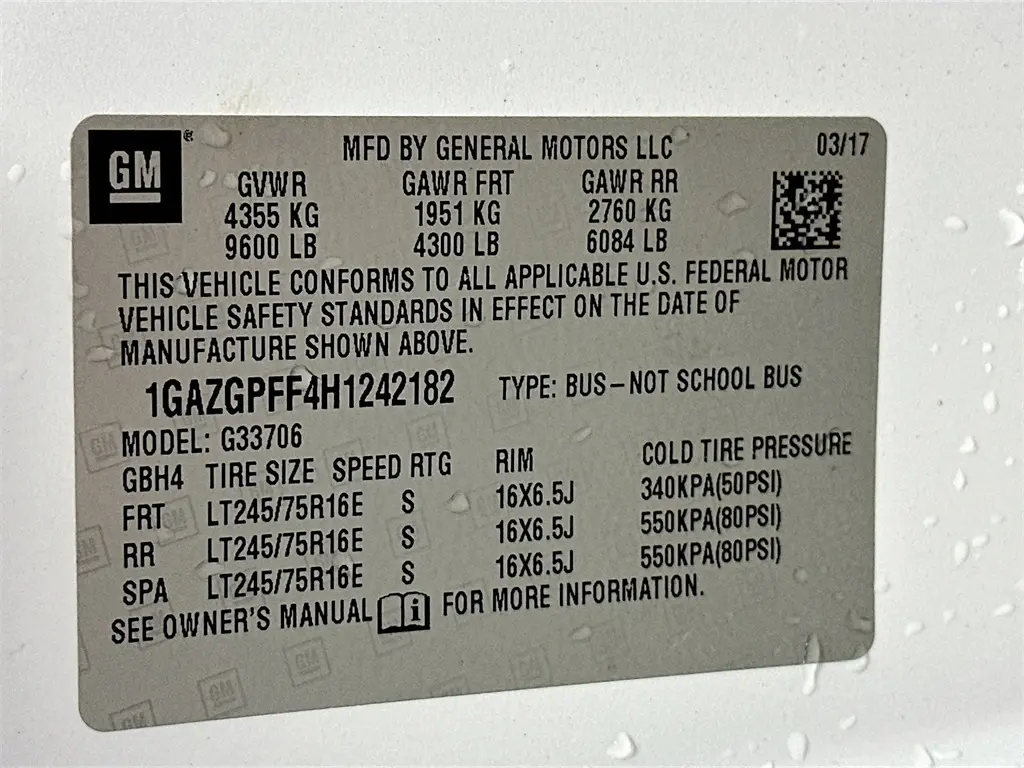 GM ®
MFD BY GENERAL MOTORS LLC 03/17
GVWR GAWR FRT GAWR RR
4355 KG 1951 KG 2760 KG
9600 LB 4300 LB 6084 LB
THIS VEHICLE CONFORMS TO ALL APPLICABLE U.S. FEDERAL MOTOR
VEHICLE SAFETY STANDARDS IN EFFECT ON THE DATE OF
MANUFACTURE SHOWN ABOVE.
1GAZGPFF4H1242182 TYPE: BUS – NOT SCHOOL BUS
MODEL: G33706
GBH4 TIRE SIZE SPEED RTG RIM COLD TIRE PRESSURE
FRT LT245/75R16E S 16X6.5J 340KPA(50PSI)
RR LT245/75R16E S 16X6.5J 550KPA(80PSI)
SPA LT245/75R16E S 16X6.5J 550KPA(80PSI)
SEE OWNER'S MANUAL i FOR MORE INFORMATION.